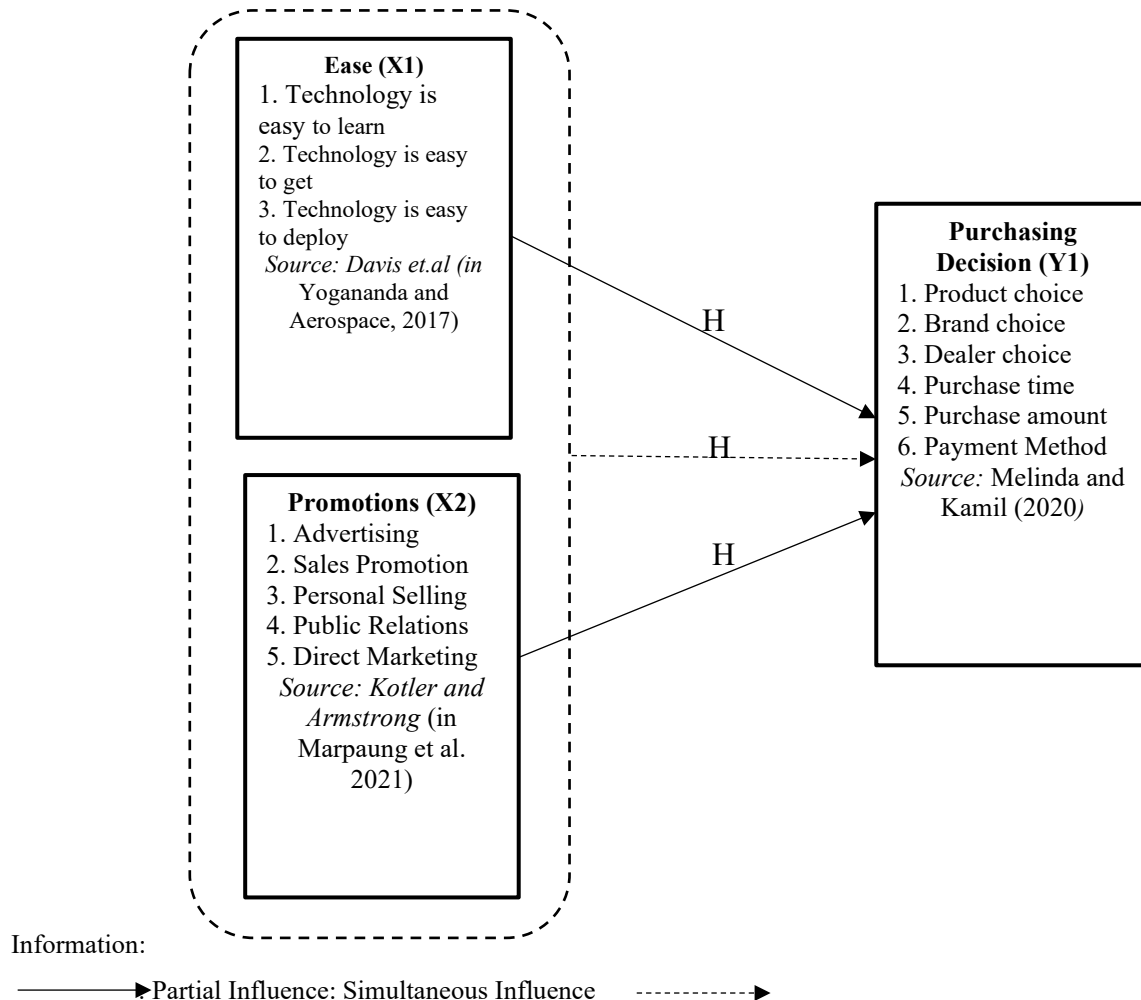 Ease (X1)
1. Technology is
easy to learn
2. Technology is easy
to get
3. Technology is easy
to deploy
Source: Davis et.al (in
Yogananda and
Aerospace, 2017)
H
Purchasing
Decision (Y1)
1. Product choice
2. Brand choice
3. Dealer choice
4. Purchase time
5. Purchase amount
6. Payment Method
Source: Melinda and
Kamil (2020)
H
Promotions (X2)
1. Advertising
2. Sales Promotion
3. Personal Selling
4. Public Relations
5. Direct Marketing
Source: Kotler and
Armstrong (in
Marpaung et al.
2021)
H
Information:
: Partial Influence: Simultaneous Influence